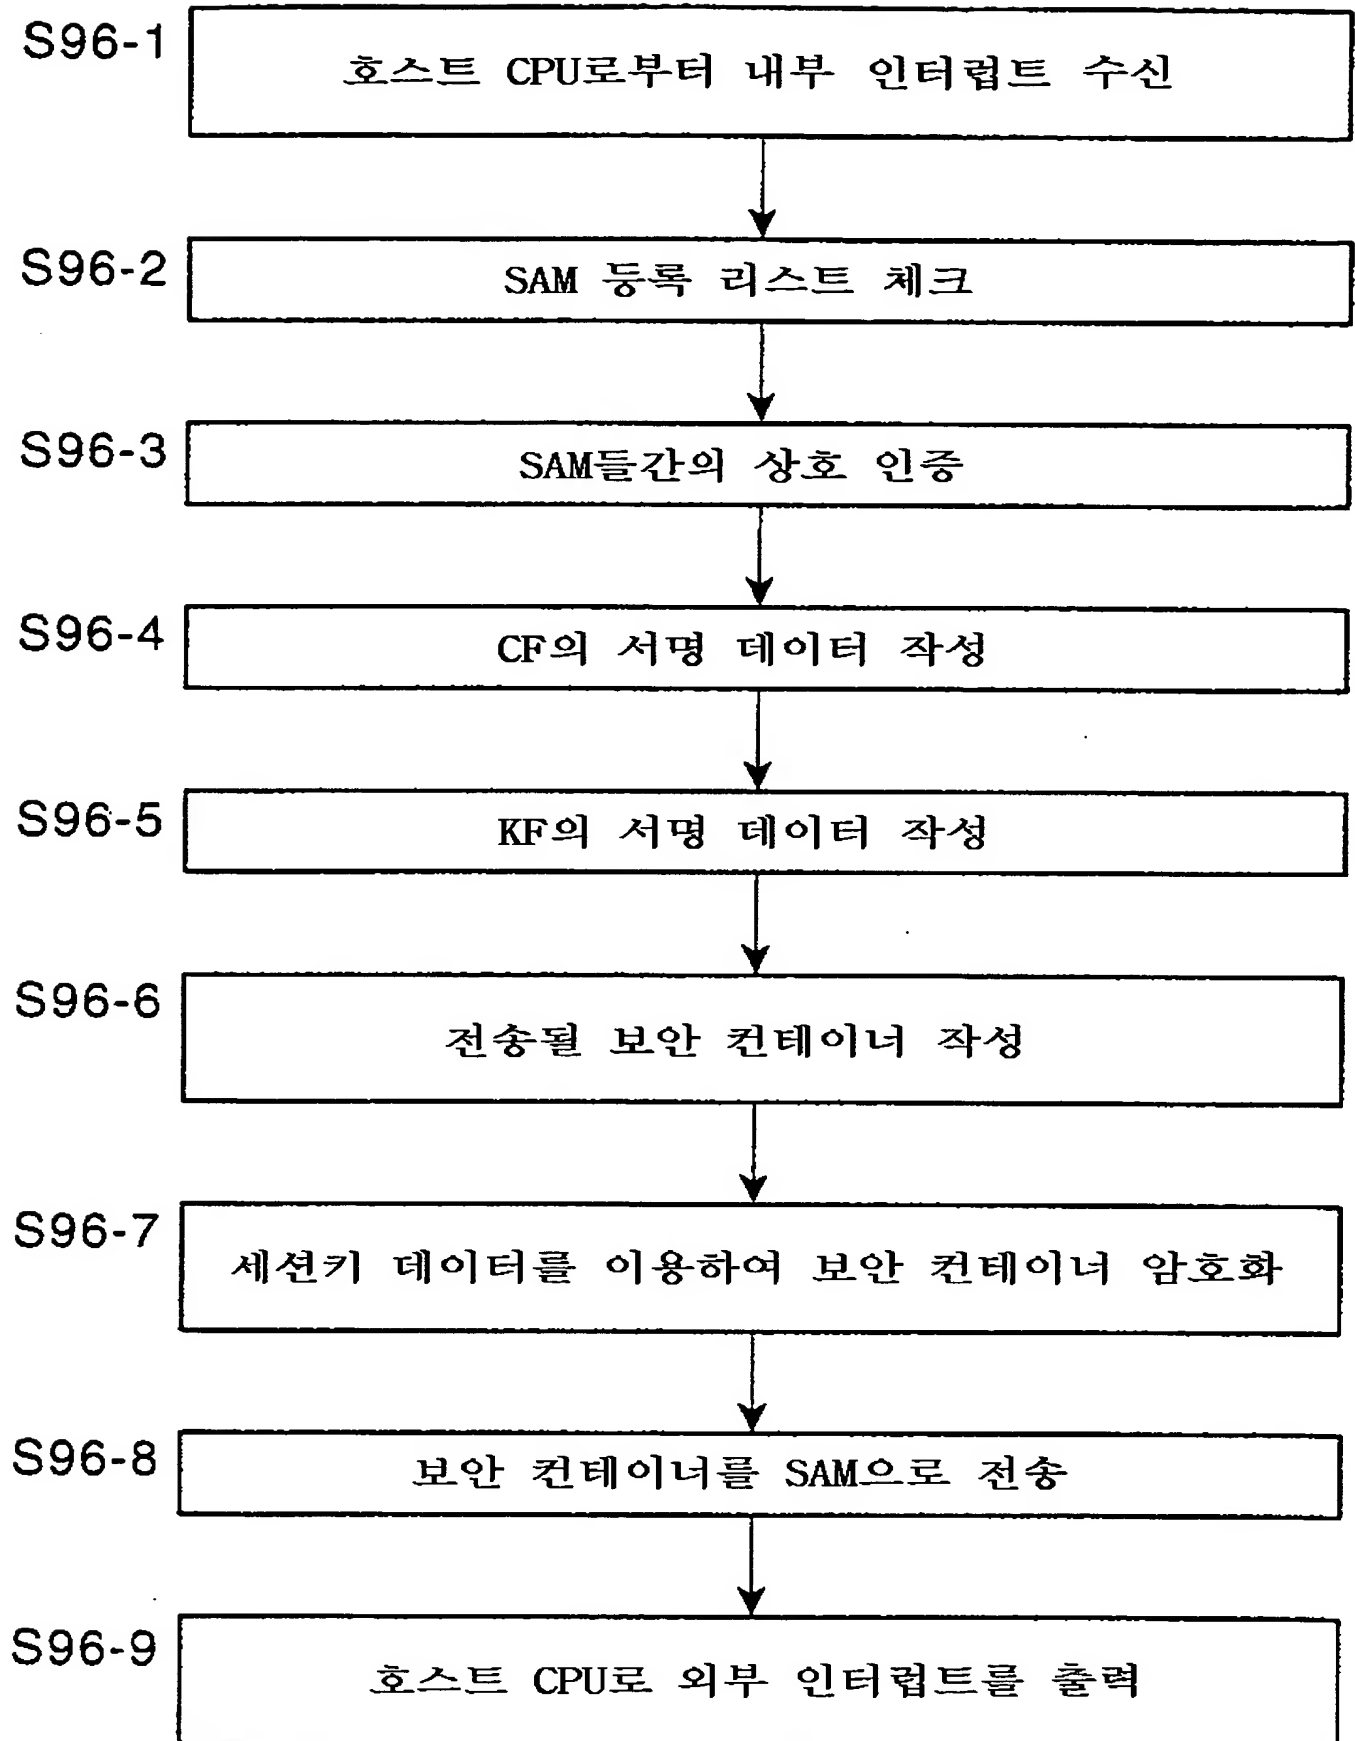 S96-1
호스트 CPU로부터 내부 인터럽트 수신
S96-2
SAM 등록 리스트 체크
S96-3
SAM들간의 상호 인증
S96-4
CF의 서명 데이터 작성
S96-5
KF의 서명 데이터 작성
S96-6
전송될 보안 컨테이너 작성
S96-7
세션키 데이터를 이용하여 보안 컨테이너 암호화
S96-8
보안 컨테이너를 SAM으로 전송
S96-9
호스트 CPU로 외부 인터럽트를 출력